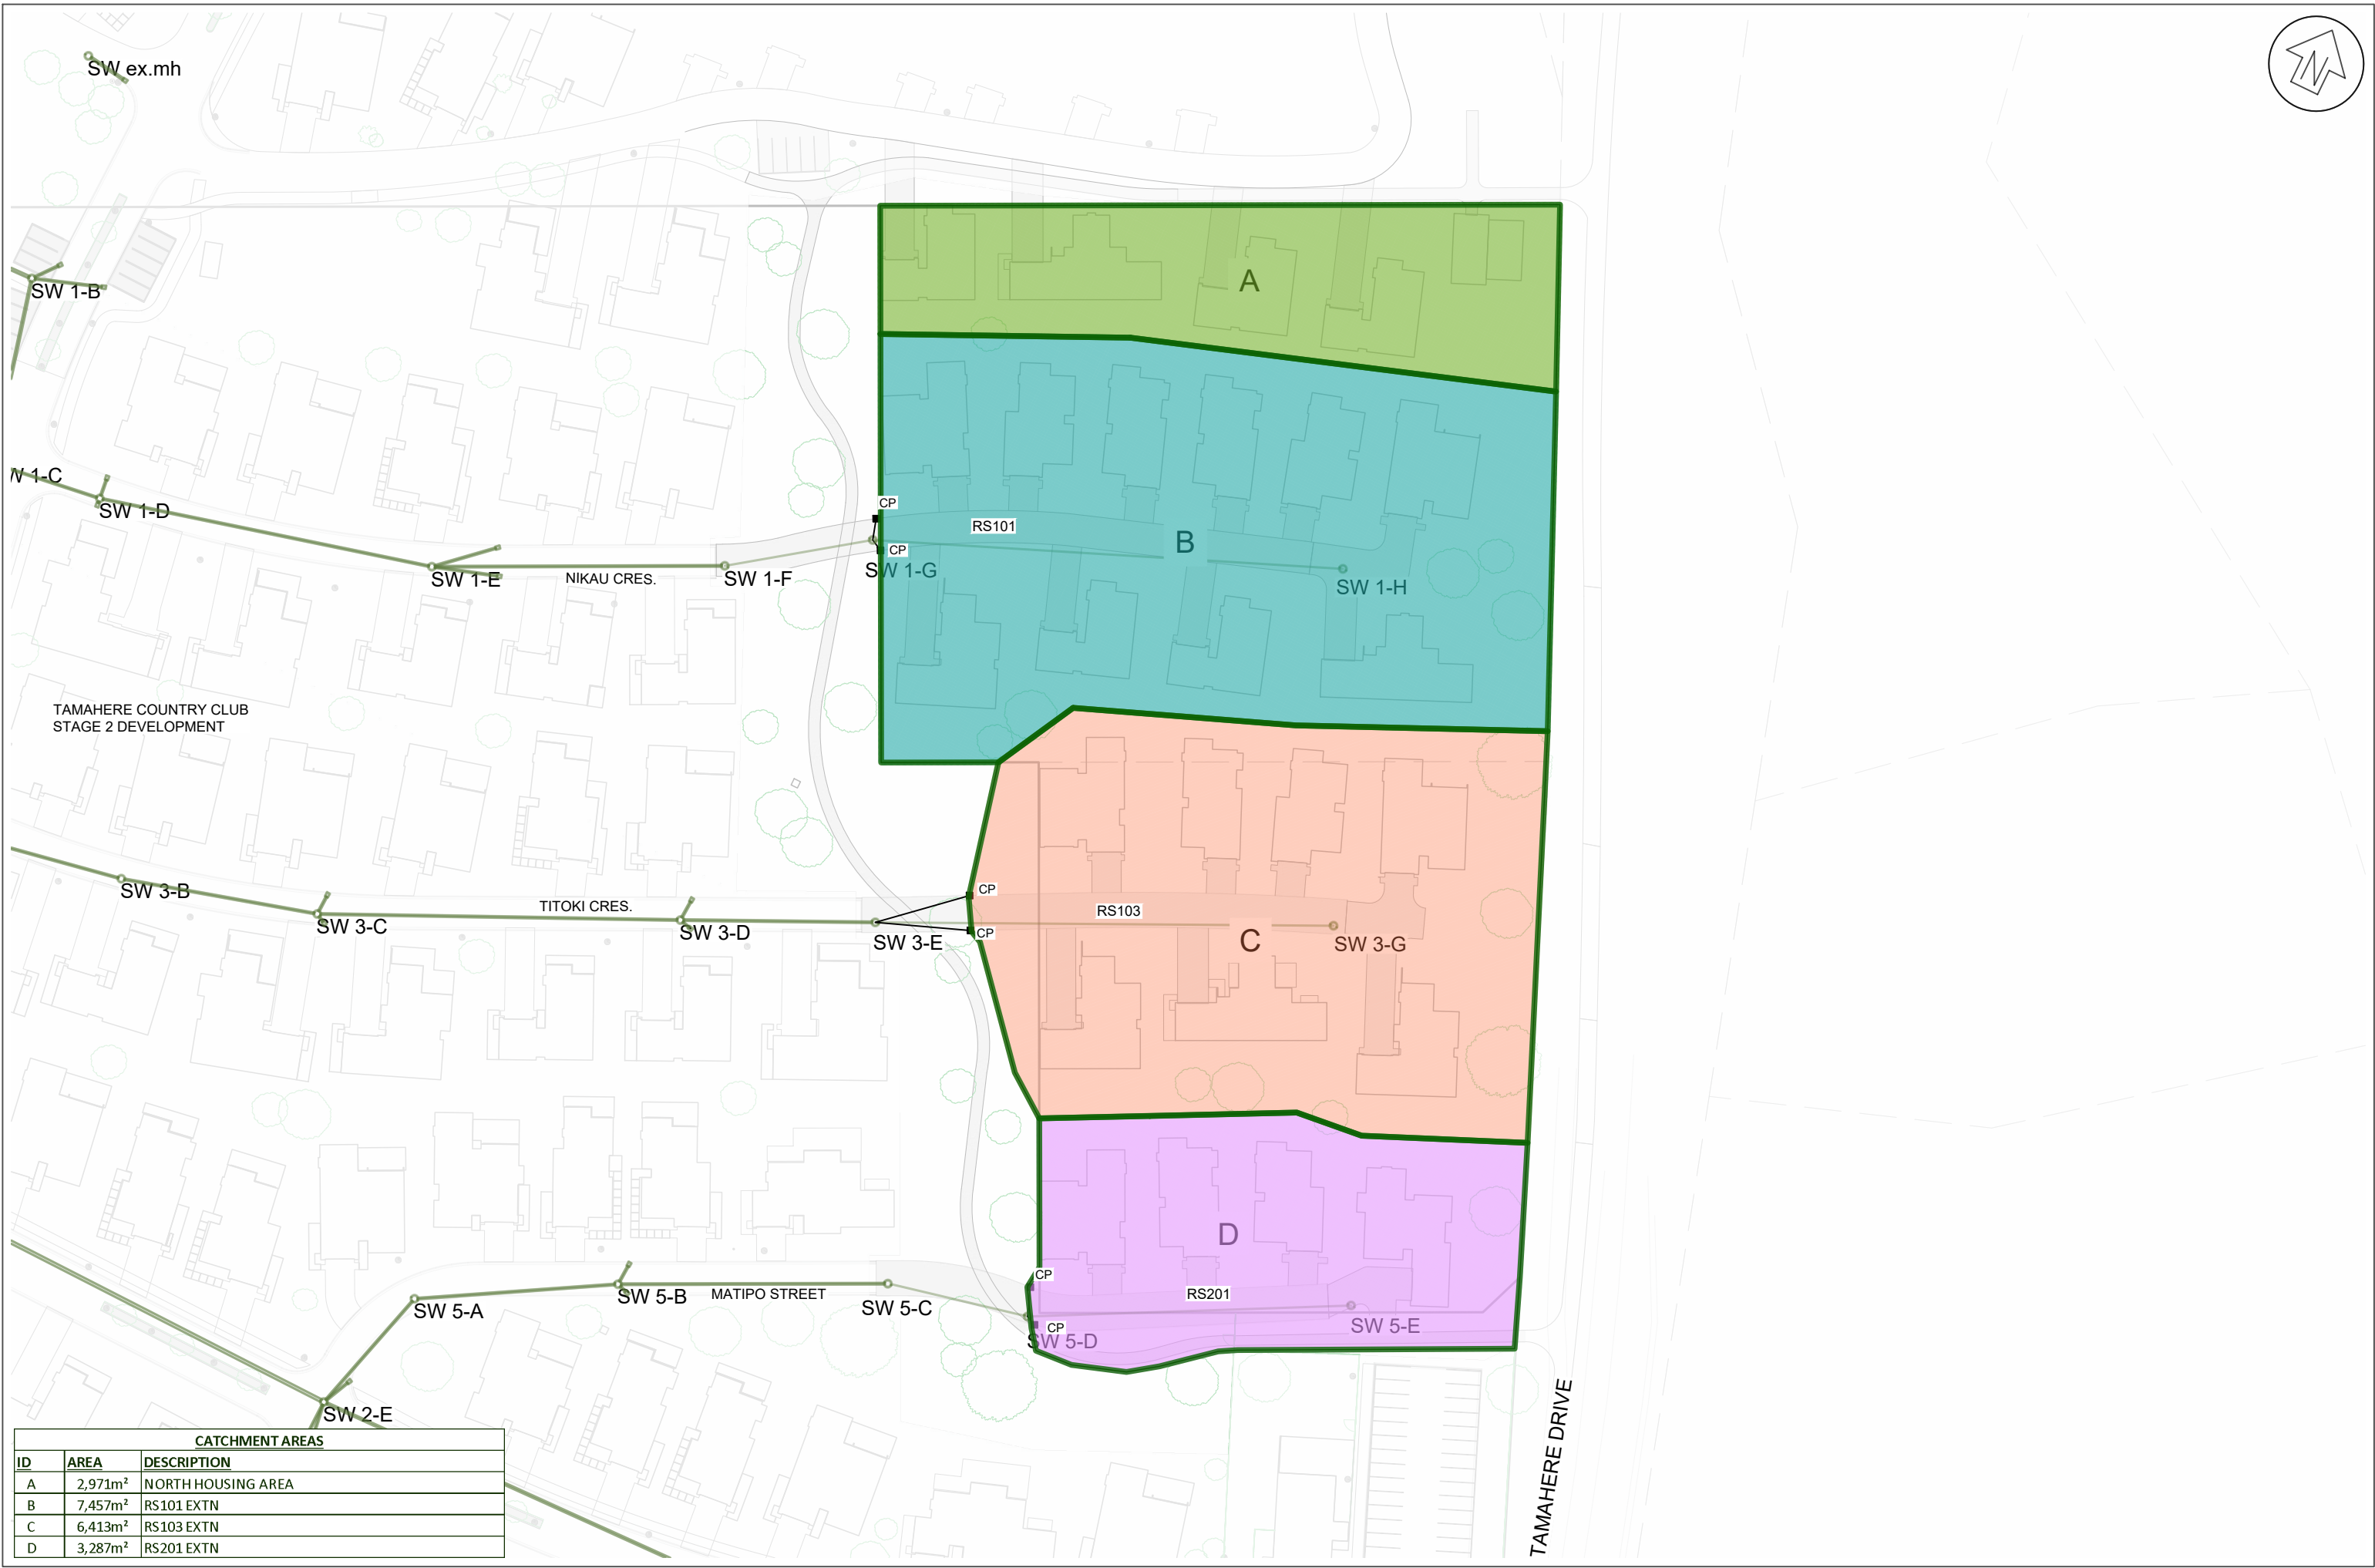 SW ex.mh
N
A
SW 1-B
W 1-C
SW 1-D
CP
RS101
B
CP
SW 1-G
SW 1-E
NIKAU CRES.
SW 1-F
SW 1-H
TAMAHERE COUNTRY CLUB
STAGE 2 DEVELOPMENT
SW 3-B
SW 3-C
TITOKI CRES.
SW 3-D
SW 3-E
CP
CP
RS103
C
SW 3-G
D
CP
RS201
SW 5-A
SW 5-B
MATIPO STREET
SW 5-C
CP
SW 5-D
SW 5-E
SW 2-E
TAMAHERE DRIVE
CATCHMENT AREAS
ID AREA DESCRIPTION
A 2,971m² NORTH HOUSING AREA
B 7,457m² RS101 EXTN
C 6,413m² RS103 EXTN
D 3,287m² RS201 EXTN